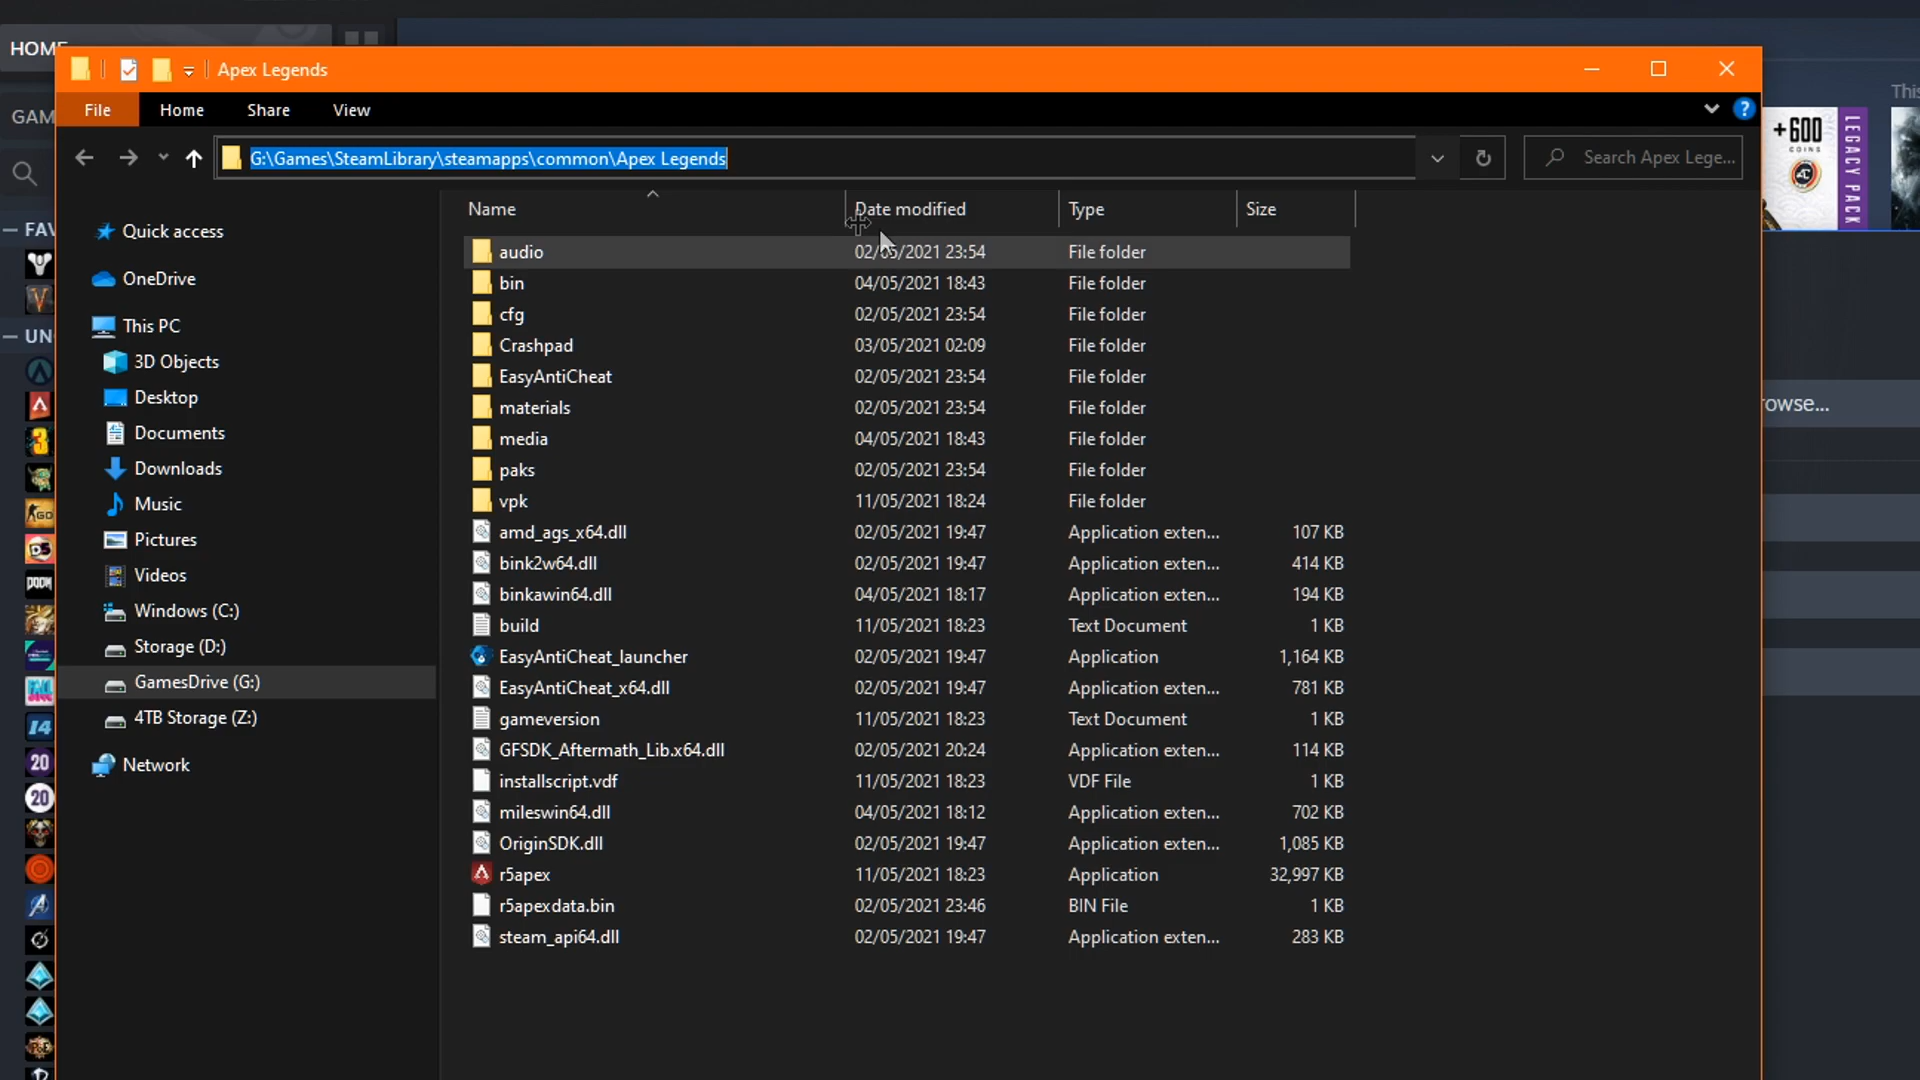 HOME
Apex Legends
File
Home
Share
View
?
This
GAM
+600
COINS
LEGACY PACK
G:\Games\SteamLibrary\steamapps\common\Apex Legends
Search Apex Lege...
Name
Date modified
Type
Size
FAV
Quick access
OneDrive
This PC
3D Objects
Desktop
Documents
Downloads
Music
Pictures
Videos
Windows (C:)
Storage (D:)
GamesDrive (G:)
4TB Storage (Z:)
Network
UN
audio 02/05/2021 23:54 File folder
bin 04/05/2021 18:43 File folder
cfg 02/05/2021 23:54 File folder
Crashpad 03/05/2021 02:09 File folder
EasyAntiCheat 02/05/2021 23:54 File folder
materials 02/05/2021 23:54 File folder
media 04/05/2021 18:43 File folder
paks 02/05/2021 23:54 File folder
vpk 11/05/2021 18:24 File folder
amd_ags_x64.dll 02/05/2021 19:47 Application exten... 107 KB
bink2w64.dll 02/05/2021 19:47 Application exten... 414 KB
binkawin64.dll 04/05/2021 18:17 Application exten... 194 KB
build 11/05/2021 18:23 Text Document 1 KB
EasyAntiCheat_launcher 02/05/2021 19:47 Application 1,164 KB
EasyAntiCheat_x64.dll 02/05/2021 19:47 Application exten... 781 KB
gameversion 11/05/2021 18:23 Text Document 1 KB
GFSDK_Aftermath_Lib.x64.dll 02/05/2021 20:24 Application exten... 114 KB
installscript.vdf 11/05/2021 18:23 VDF File 1 KB
mileswin64.dll 04/05/2021 18:12 Application exten... 702 KB
OriginSDK.dll 02/05/2021 19:47 Application exten... 1,085 KB
r5apex 11/05/2021 18:23 Application 32,997 KB
r5apexdata.bin 02/05/2021 23:46 BIN File 1 KB
steam_api64.dll 02/05/2021 19:47 Application exten... 283 KB
owse...
3
GO
DOOM
14
20
20